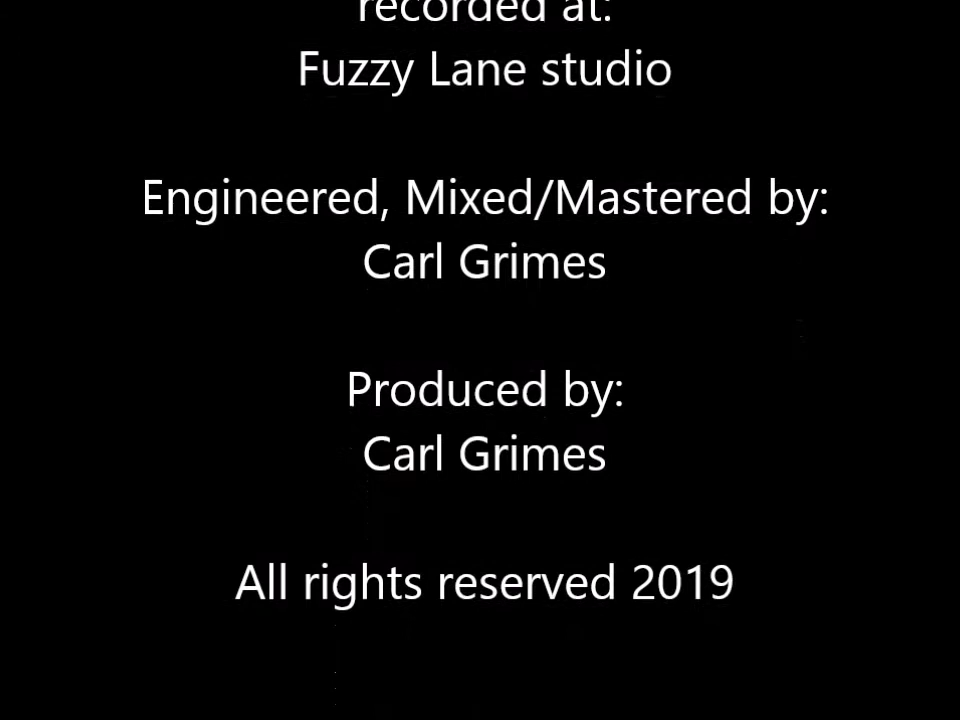 recorded at:
Fuzzy Lane studio
Engineered, Mixed/Mastered by:
Carl Grimes
Produced by:
Carl Grimes
All rights reserved 2019